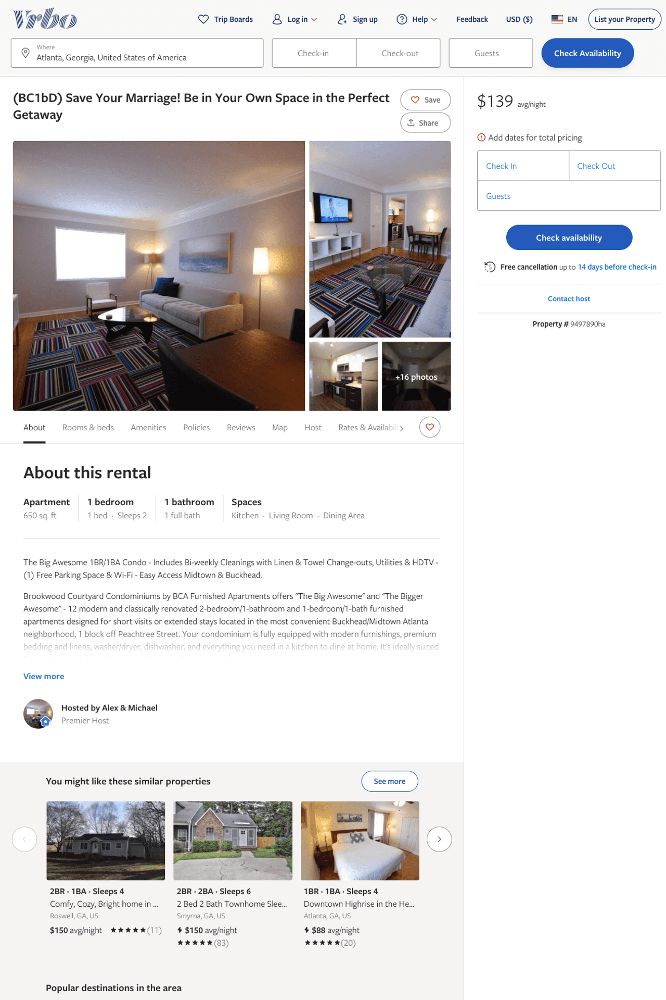 Vrbo
Trip Boards
Log in
Sign up
Help
Feedback
USD ($)
EN
List your Property
Where
Atlanta, Georgia, United States of America
Check-in
Check-out
Guests
Check Availability
(BC1bD) Save Your Marriage! Be in Your Own Space in the Perfect
Getaway
Save
Share
$139 avg/night
Add dates for total pricing
Check In
Check Out
Guests
Check availability
Free cancellation up to 14 days before check-in
Contact host
Property # 9497890ha
+16 photos
About
Rooms & beds
Amenities
Policies
Reviews
Map
Host
Rates & Availabili
About this rental
Apartment
650 sq. ft
1 bedroom
1 bed · Sleeps 2
1 bathroom
1 full bath
Spaces
Kitchen · Living Room · Dining Area
The Big Awesome 1BR/1BA Condo - Includes Bi-weekly Cleanings with Linen & Towel Change-outs, Utilities & HDTV -
(1) Free Parking Space & Wi-Fi - Easy Access Midtown & Buckhead.
Brookwood Courtyard Condominiums by BCA Furnished Apartments offers "The Big Awesome" and "The Bigger
Awesome" - 12 modern and classically renovated 2-bedroom/1-bathroom and 1-bedroom/1-bath furnished
apartments designed for short visits or extended stays located in the most convenient Buckhead/Midtown Atlanta
neighborhood, 1 block off Peachtree Street. Your condominium is fully equipped with modern furnishings, premium
bedding and linens, washer/dryer, dishwasher, and everything you need in a kitchen to dine at home. It's ideally suited
View more
Hosted by Alex & Michael
Premier Host
You might like these similar properties
See more
2BR · 1BA · Sleeps 4
Comfy, Cozy, Bright home in ...
Roswell, GA, US
$150 avg/night ★★★★★(11)
2BR · 2BA · Sleeps 6
2 Bed 2 Bath Townhome Slee...
Smyrna, GA, US
$150 avg/night
★★★★★(83)
1BR · 1BA · Sleeps 4
Downtown Highrise in the He...
Atlanta, GA, US
$88 avg/night
★★★★★(20)
Popular destinations in the area